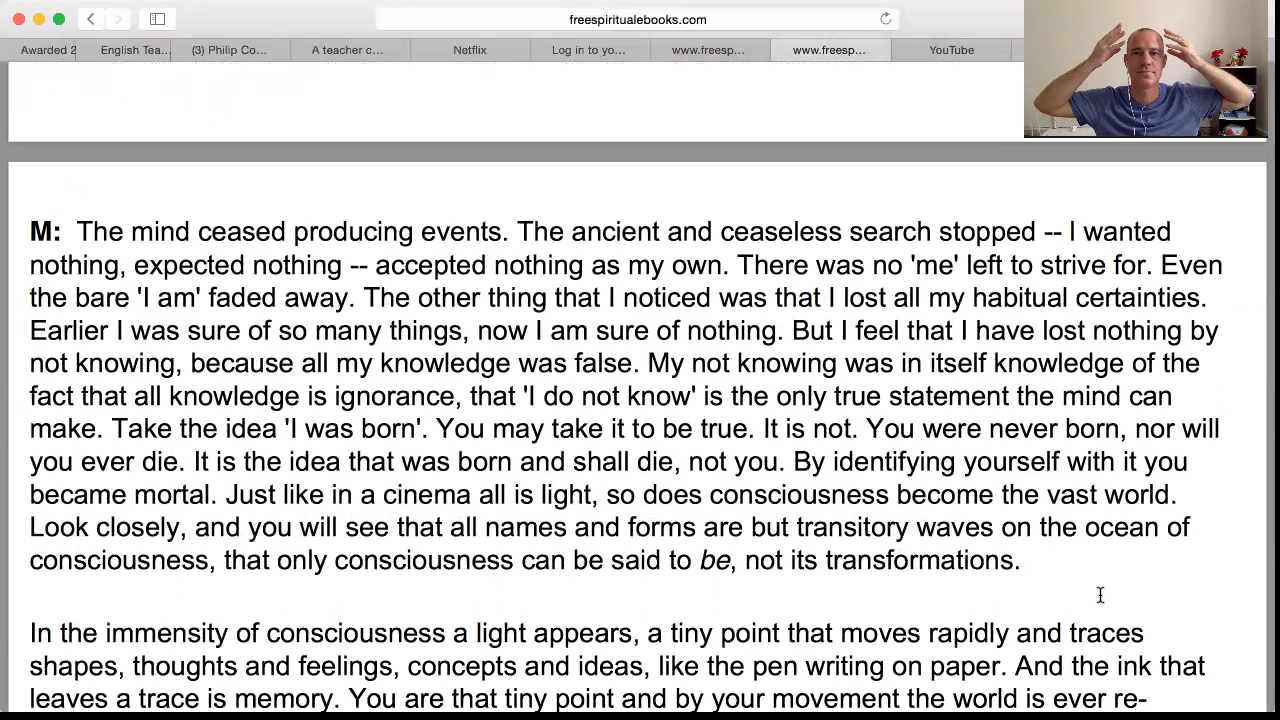 freespiritualebooks.com
Awarded 2
English Tea...
(3) Philip Co...
A teacher c...
Netflix
Log in to yo...
www.freesp...
www.freesp...
YouTube
M: The mind ceased producing events. The ancient and ceaseless search stopped -- I wanted
nothing, expected nothing -- accepted nothing as my own. There was no 'me' left to strive for. Even
the bare 'I am' faded away. The other thing that I noticed was that I lost all my habitual certainties.
Earlier I was sure of so many things, now I am sure of nothing. But I feel that I have lost nothing by
not knowing, because all my knowledge was false. My not knowing was in itself knowledge of the
fact that all knowledge is ignorance, that 'I do not know' is the only true statement the mind can
make. Take the idea 'I was born'. You may take it to be true. It is not. You were never born, nor will
you ever die. It is the idea that was born and shall die, not you. By identifying yourself with it you
became mortal. Just like in a cinema all is light, so does consciousness become the vast world.
Look closely, and you will see that all names and forms are but transitory waves on the ocean of
consciousness, that only consciousness can be said to be, not its transformations.
In the immensity of consciousness a light appears, a tiny point that moves rapidly and traces
shapes, thoughts and feelings, concepts and ideas, like the pen writing on paper. And the ink that
leaves a trace is memory. You are that tiny point and by your movement the world is ever re-